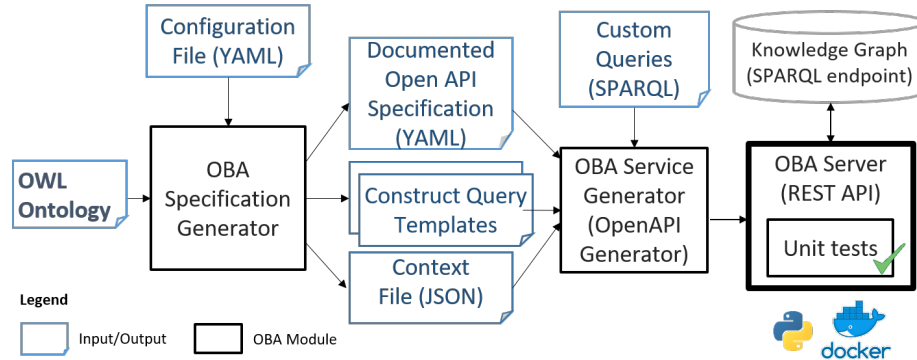 Configuration
File (YAML)
Documented
Open API
Specification
(YAML)
Custom
Queries
(SPARQL)
Knowledge Graph
(SPARQL endpoint)
OWL
Ontology
OBA
Specification
Generator
Construct Query
Templates
Context
File (JSON)
OBA Service
Generator
(OpenAPI
Generator)
OBA Server
(REST API)
Unit tests
Legend
Input/Output
OBA Module
docker